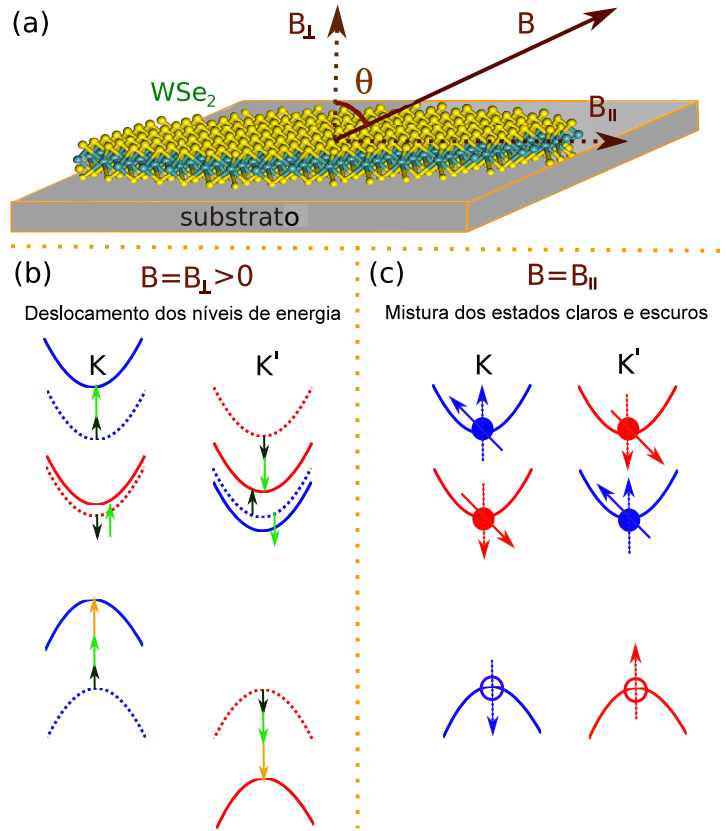 (a)
B⊥
B
θ
WSe₂
B∥
substrato
(b)
B=B⊥>0
Deslocamento dos níveis de energia
K
K'
(c)
B=B∥
Mistura dos estados claros e escuros
K
K'